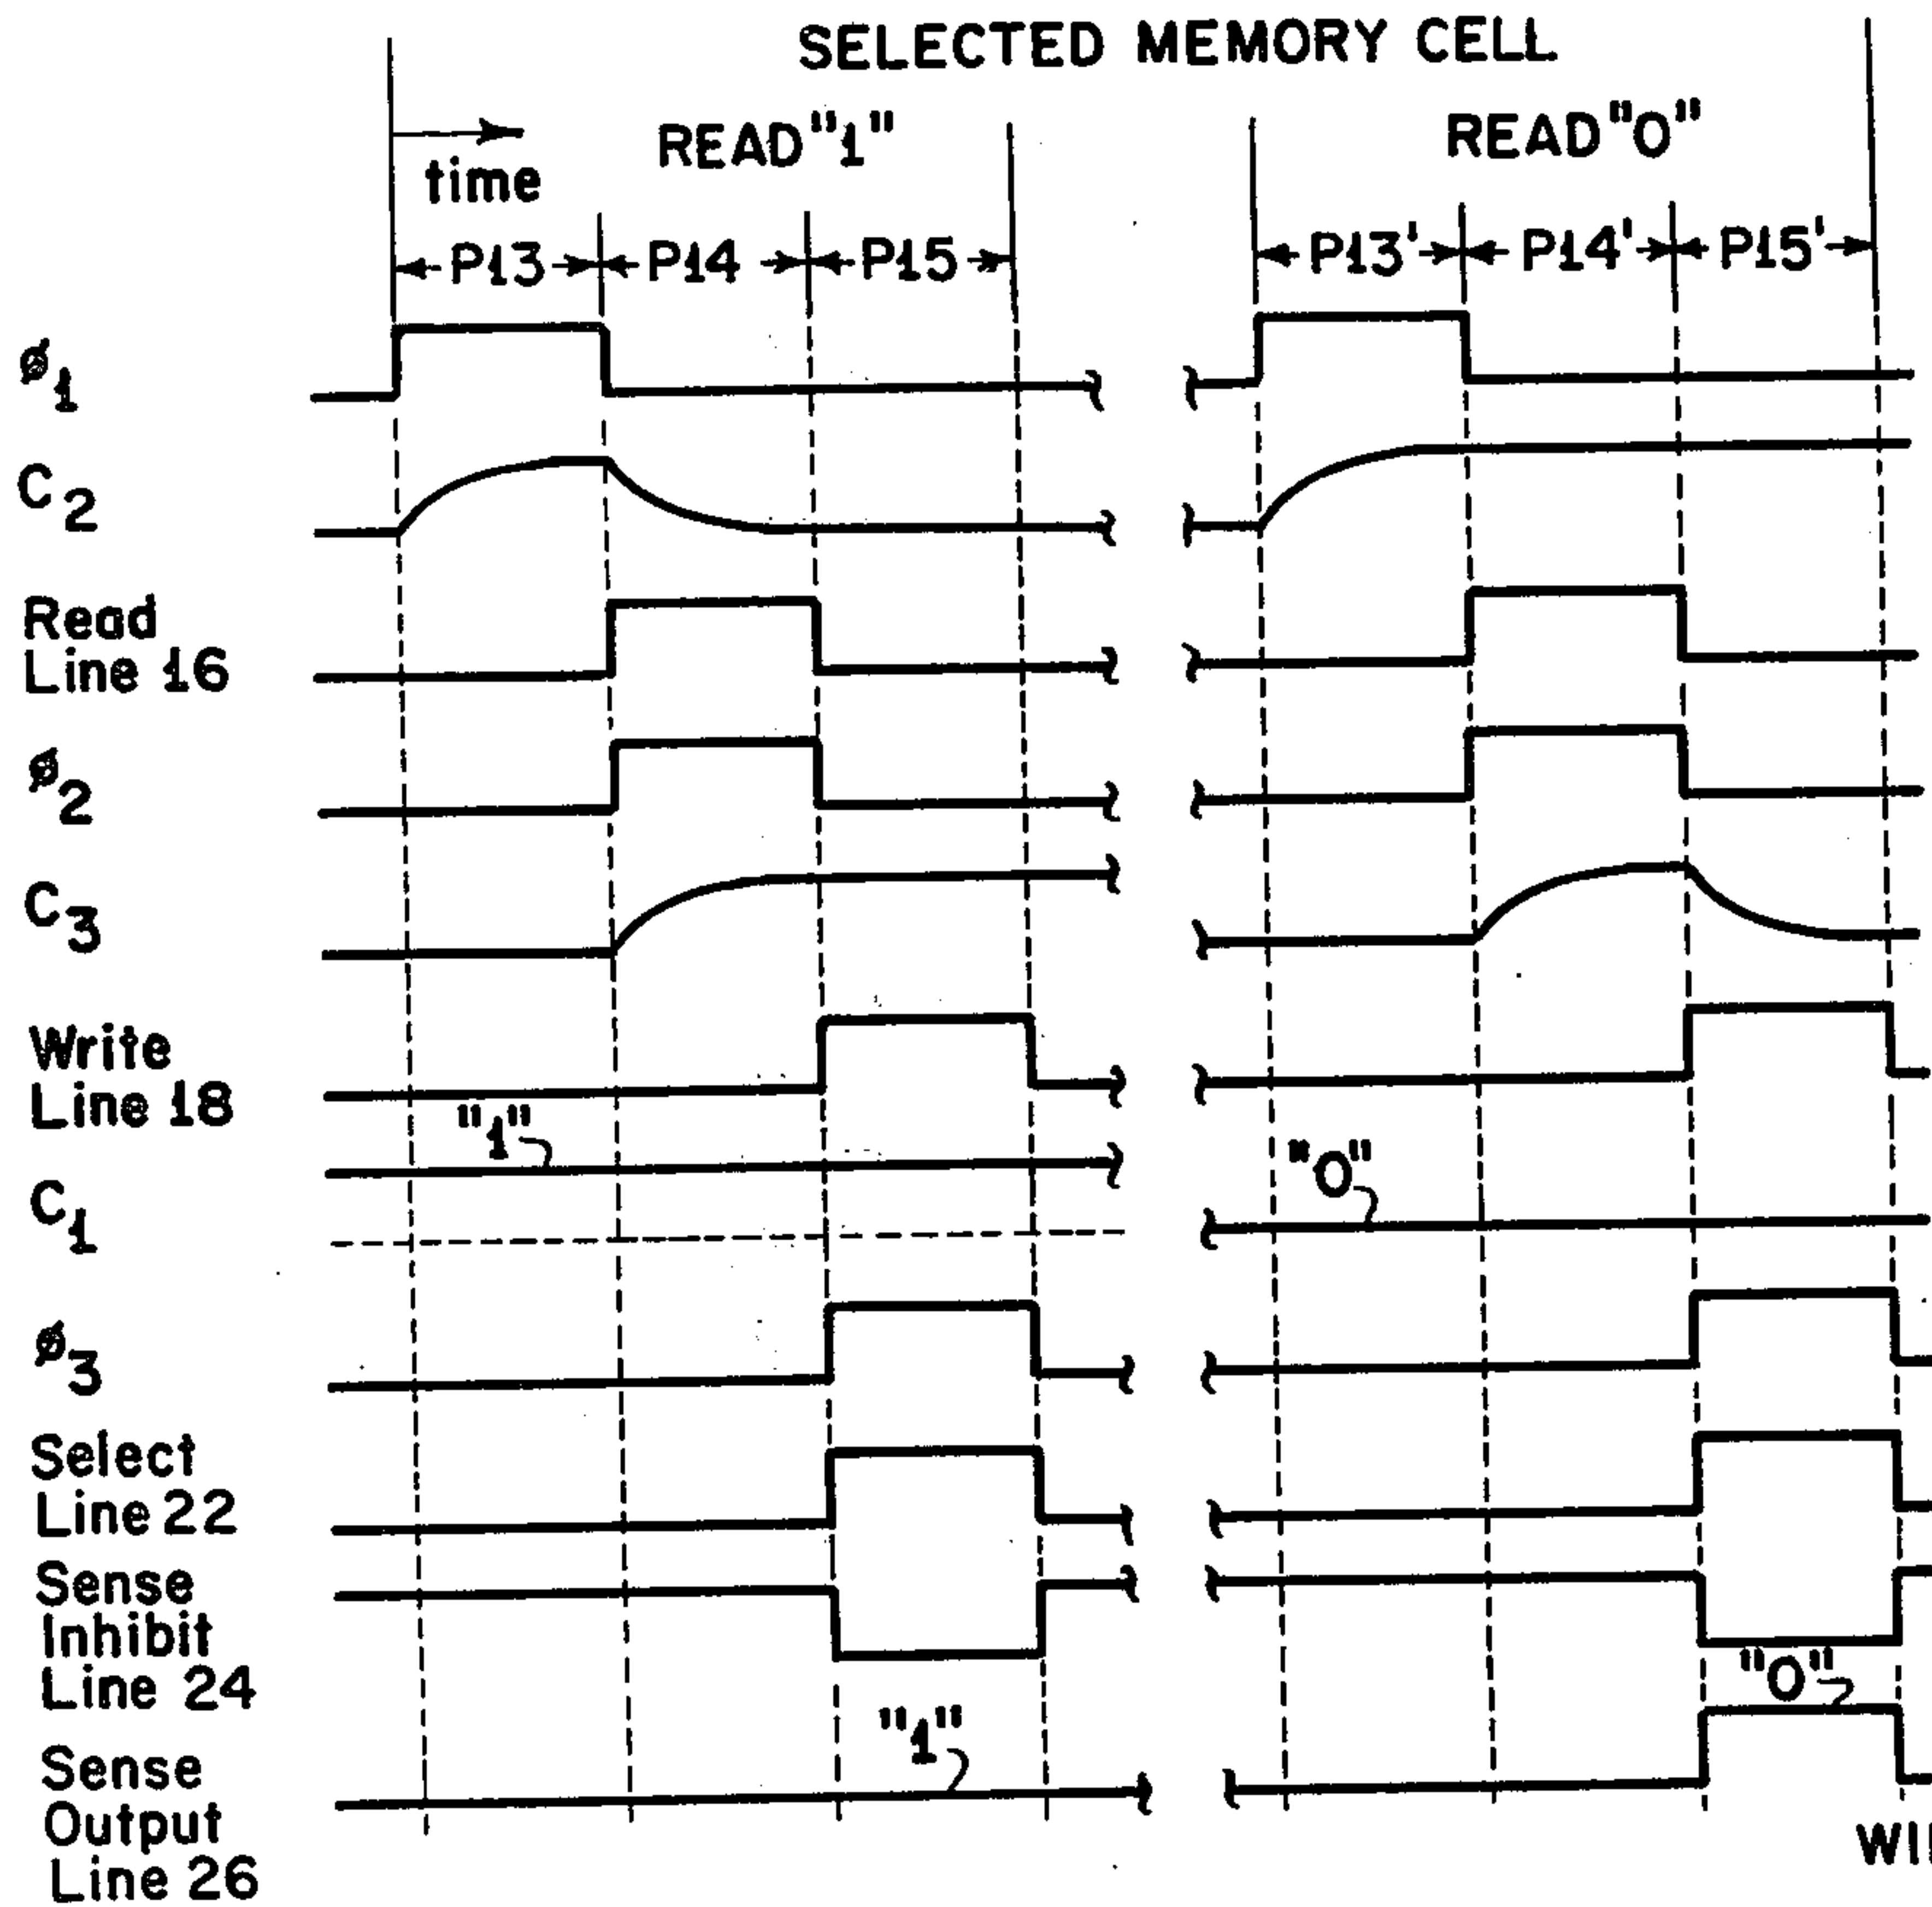 SELECTED MEMORY CELL
READ "1"
READ "0"
time
P13 P14 P15
P13' P14' P15'
ø1
C2
Read
Line 16
ø2
C3
Write
Line 18
"1"
"0"
C1
ø3
Select
Line 22
Sense
Inhibit
Line 24
"0"
"1"
Sense
Output
Line 26